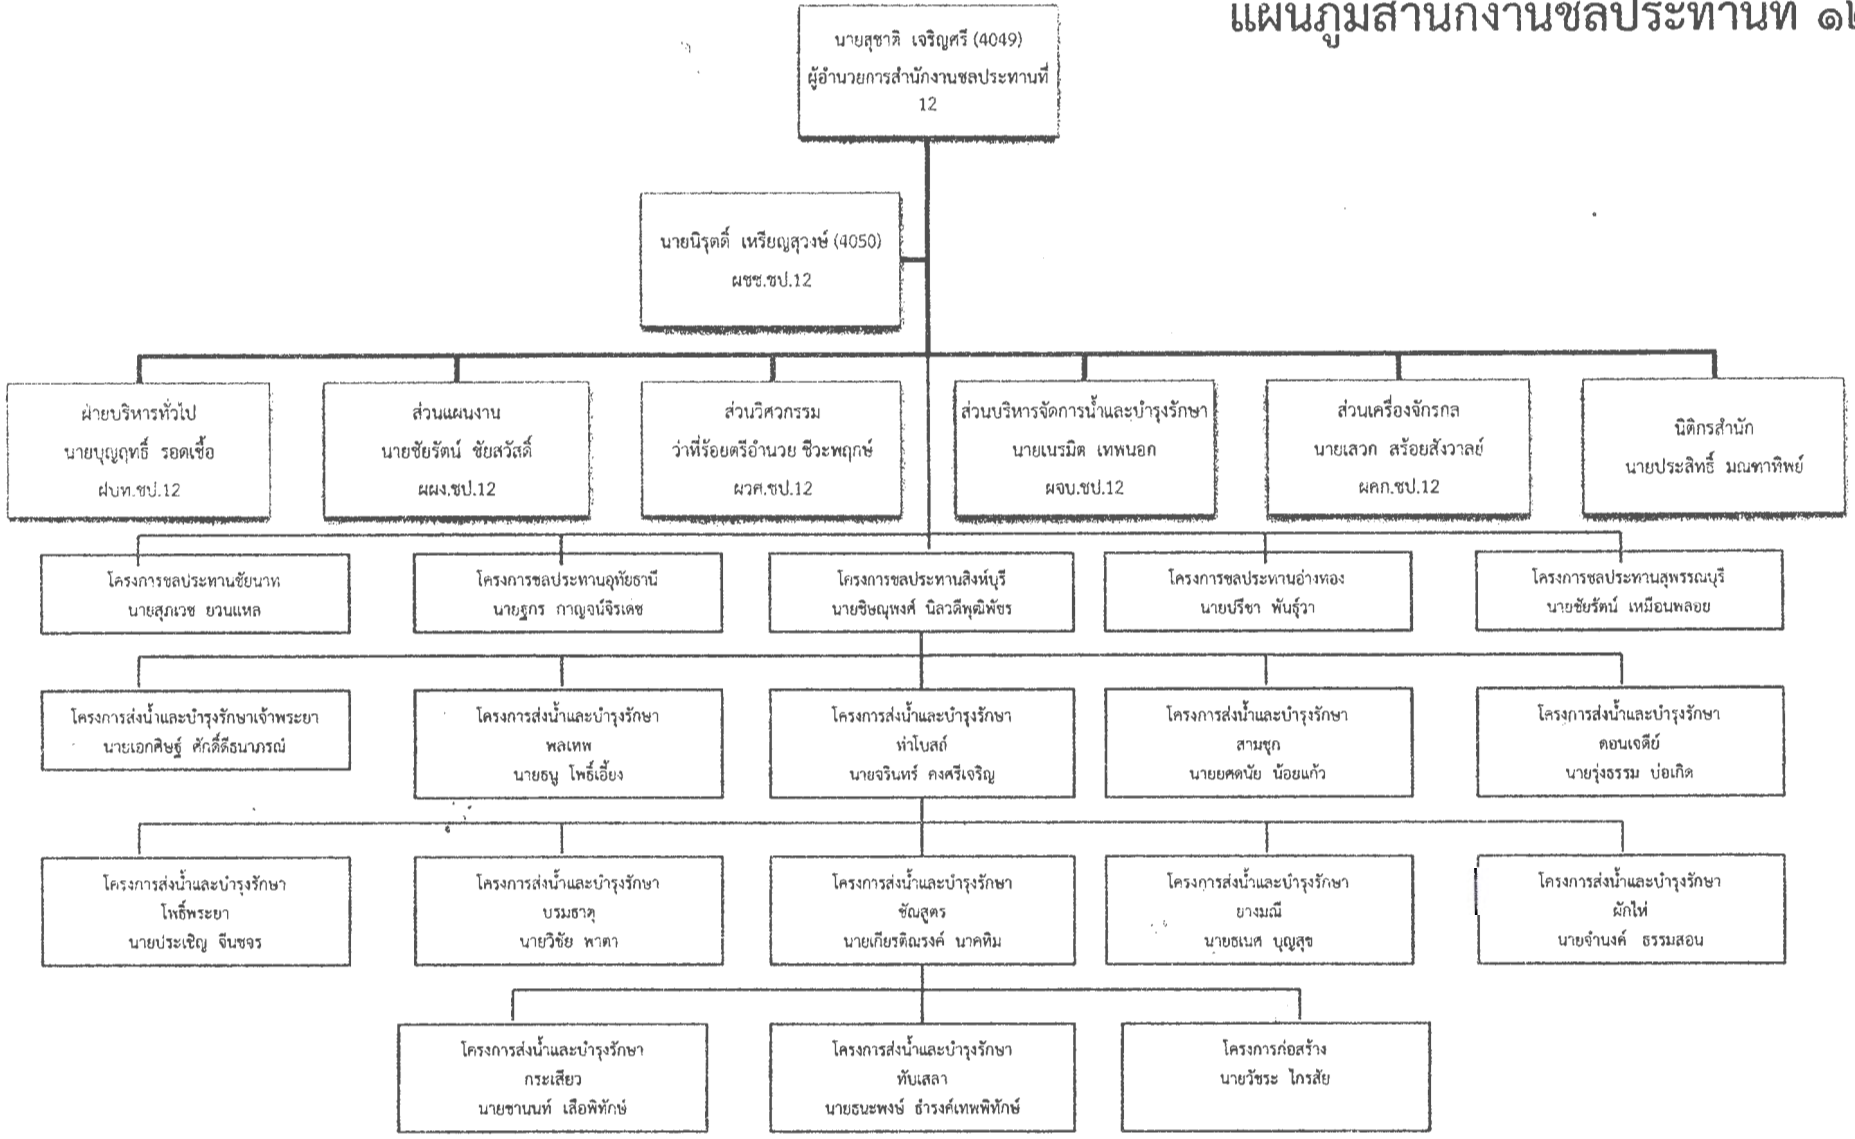 แผนภูมิสำนักงานชลประทานที่ ๑๒
นายสุชาติ เจริญศรี (4049)
ผู้อำนวยการสำนักงานชลประทานที่
12
นายนิรุตติ์ เหรียญสุวงษ์ (4050)
ผชช.ชป.12
ฝ่ายบริหารทั่วไป
นายบุญฤทธิ์ รอดเชื้อ
ฝบท.ชป.12
ส่วนแผนงาน
นายชัยรัตน์ ชัยสวัสดิ์
ผผง.ชป.12
ส่วนวิศวกรรม
ว่าที่ร้อยตรีอำนวย ชีวะพฤกษ์
ผวศ.ชป.12
ส่วนบริหารจัดการน้ำและบำรุงรักษา
นายเนรมิต เทพนอก
ผจบ.ชป.12
ส่วนเครื่องจักรกล
นายเสวก สร้อยสังวาลย์
ผคก.ชป.12
นิติกรสำนัก
นายประสิทธิ์ มณฑาทิพย์
โครงการชลประทานชัยนาท
นายสุภเวช ยวนแหล
โครงการชลประทานอุทัยธานี
นายฐกร กาญจน์จิรเดช
โครงการชลประทานสิงห์บุรี
นายชิษณุพงศ์ นิลวดีพุฒิพัชร
โครงการชลประทานอ่างทอง
นายปรีชา พันธุ์วา
โครงการชลประทานสุพรรณบุรี
นายชัยรัตน์ เหมือนพลอย
โครงการส่งน้ำและบำรุงรักษาเจ้าพระยา
นายเอกศิษฐ์ ศักดิ์ดีธนาภรณ์
โครงการส่งน้ำและบำรุงรักษา
พลเทพ
นายธนู โพธิ์เอี้ยง
โครงการส่งน้ำและบำรุงรักษา
ท่าโบสถ์
นายจรินทร์ คงศรีเจริญ
โครงการส่งน้ำและบำรุงรักษา
สามชุก
นายยศดนัย น้อยแก้ว
โครงการส่งน้ำและบำรุงรักษา
ดอนเจดีย์
นายรุ่งธรรม บ่อเกิด
โครงการส่งน้ำและบำรุงรักษา
โพธิ์พระยา
นายประเชิญ จีนขจร
โครงการส่งน้ำและบำรุงรักษา
บรมธาตุ
นายวิชัย พาตา
โครงการส่งน้ำและบำรุงรักษา
ชัณสูตร
นายเกียรติณรงค์ นาคทิม
โครงการส่งน้ำและบำรุงรักษา
ยางมณี
นายธเนศ บุญสุข
โครงการส่งน้ำและบำรุงรักษา
ผักไห่
นายจำนงค์ ธรรมสอน
โครงการส่งน้ำและบำรุงรักษา
กระเสียว
นายชานนท์ เสือพิทักษ์
โครงการส่งน้ำและบำรุงรักษา
ทับเสลา
นายธนะพงษ์ ธำรงค์เทพพิทักษ์
โครงการก่อสร้าง
นายวัชระ ไกรสัย